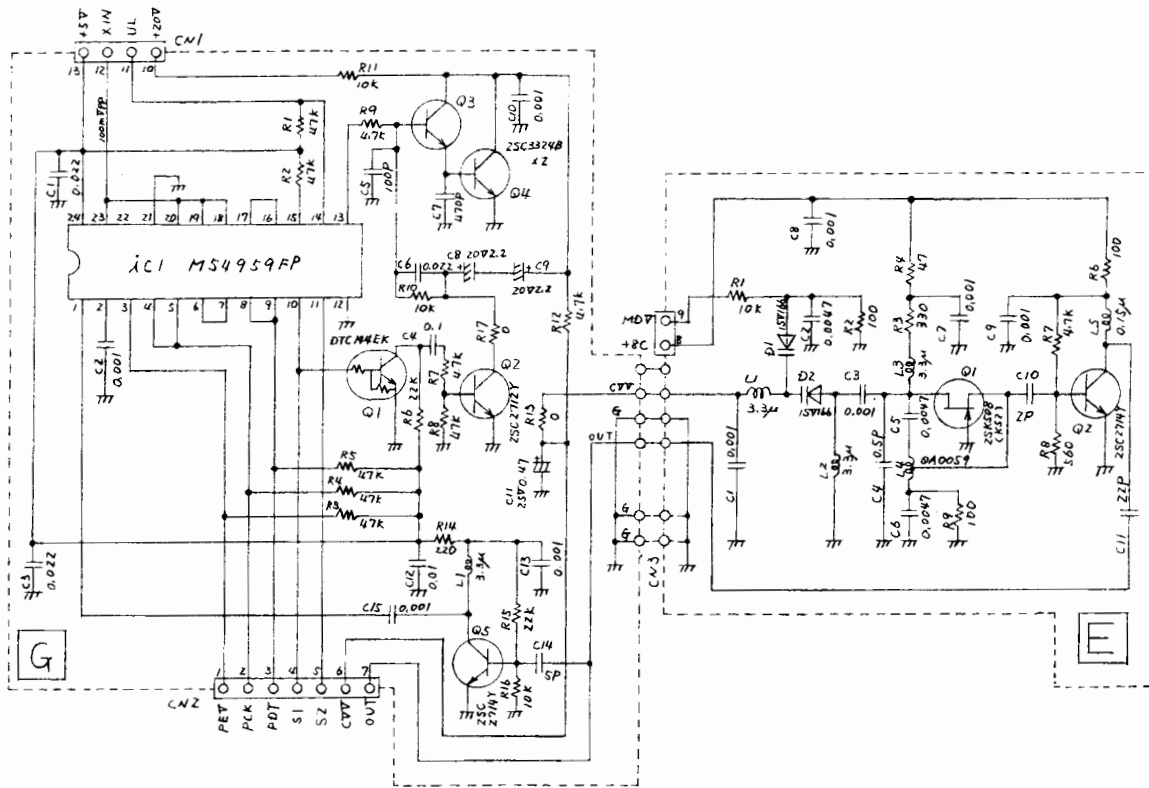 +5V XIN UL +20V
CN1
13 12 11 10
100mVPP
R11
10K
R1
47K
R2
47K
R9
4.7K
Q3
C10
0.001
2SC3324B
x2
Q4
C5
100P
C7
470P
C1
0.022
24 23 22 21 20 19 18 17 16 15 14 13
iC1 M54959FP
1 2 3 4 5 6 7 8 9 10 11 12
C2
0.001
C6
0.022
C8 20V2.2
+
C9
+
20V2.2
R10
10K
R12
4.7K
R17
0
DTC144EK
Q1
C4
0.1
R6
22K
R7
4.7K
R8
47K
Q2
2SC2712Y
R13
0
C11
25V0.47
+
R5
47K
R4
47K
R3
47K
R14
220
C3
0.022
C12
0.01
L1
3.3μ
C13
0.001
C15
0.001
R15
22K
Q5
C14
5P
R16
10K
2SC
2714Y
G
CN2
1 2 3 4 5 6 7
PEV PCK PDT S1 S2 CVV OUT
MDV
9
+8C
8
CVV
G
OUT
G
G
CN3
R1
10K
D1
1SV166
C2
0.0047
R2
100
C8
0.001
R4
47
R3
330
C7
0.001
C9
0.001
R6
100
R7
4.7K
L5
0.15μ
L3
3.3μ
L1
3.3μ
D2
1SV166
C3
0.001
C5
0.0047
Q1
2SK508
(K52)
C10
2P
Q2
2SC2714Y
R8
560
C1
0.001
L2
3.3μ
C4
0.5P
L4
QA0059
C6
0.0047
R9
100
22P
C11
E